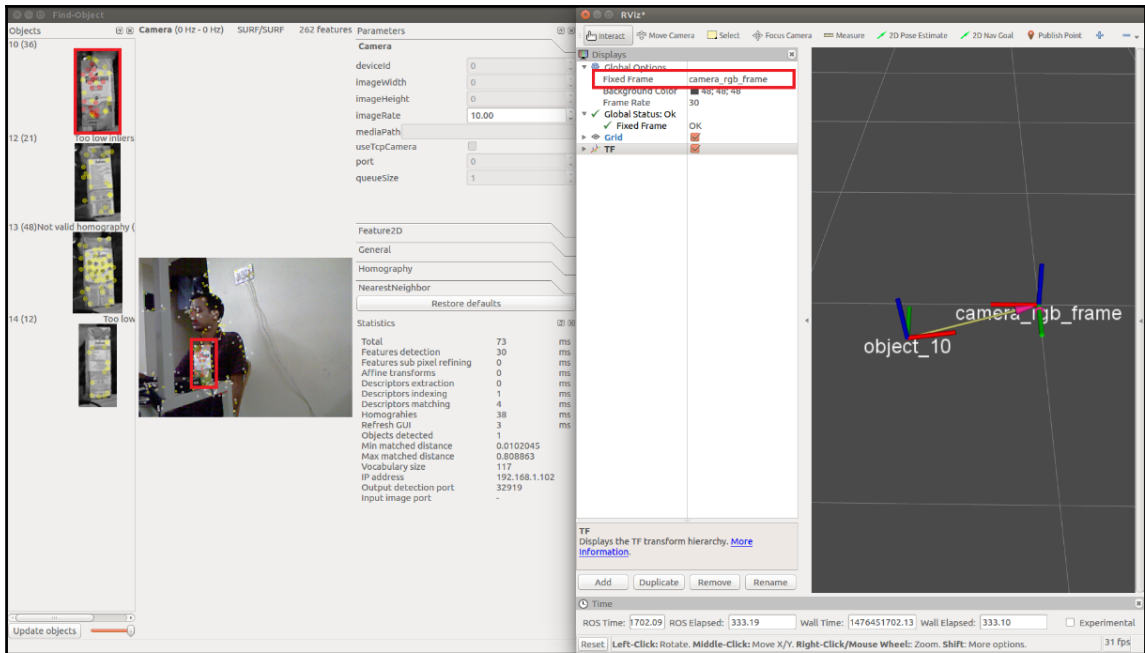 Find-Object
Objects
10 (36)
12 (21) Too low inliers
13 (48)Not valid homography (
14 (12) Too low
Update objects
Camera (0 Hz - 0 Hz) SURF/SURF 262 features
Parameters
Camera
deviceId 0
imageWidth 0
imageHeight 0
imageRate 10.00
mediaPath
useTcpCamera
port 0
queueSize 1
Feature2D
General
Homography
NearestNeighbor
Restore defaults
Statistics
Total 73 ms
Features detection 30 ms
Features sub pixel refining 0 ms
Affine transforms 0 ms
Descriptors extraction 0 ms
Descriptors indexing 1 ms
Descriptors matching 4 ms
Homograhies 38 ms
Refresh GUI 3 ms
Objects detected 1
Min matched distance 0.0102045
Max matched distance 0.808863
Vocabulary size 117
IP address 192.168.1.102
Output detection port 32919
Input image port -
RViz*
Interact Move Camera Select Focus Camera Measure 2D Pose Estimate 2D Nav Goal Publish Point
Displays
Global Options
Fixed Frame camera_rgb_frame
Background Color 48; 48; 48
Frame Rate 30
Global Status: Ok
Fixed Frame OK
Grid
TF
camera_rgb_frame
object_10
TF
Displays the TF transform hierarchy. More
Information.
Add Duplicate Remove Rename
Time
ROS Time: 1702.09 ROS Elapsed: 333.19 Wall Time: 1476451702.13 Wall Elapsed: 333.10 Experimental
Reset Left-Click: Rotate. Middle-Click: Move X/Y. Right-Click/Mouse Wheel:: Zoom. Shift: More options. 31 fps